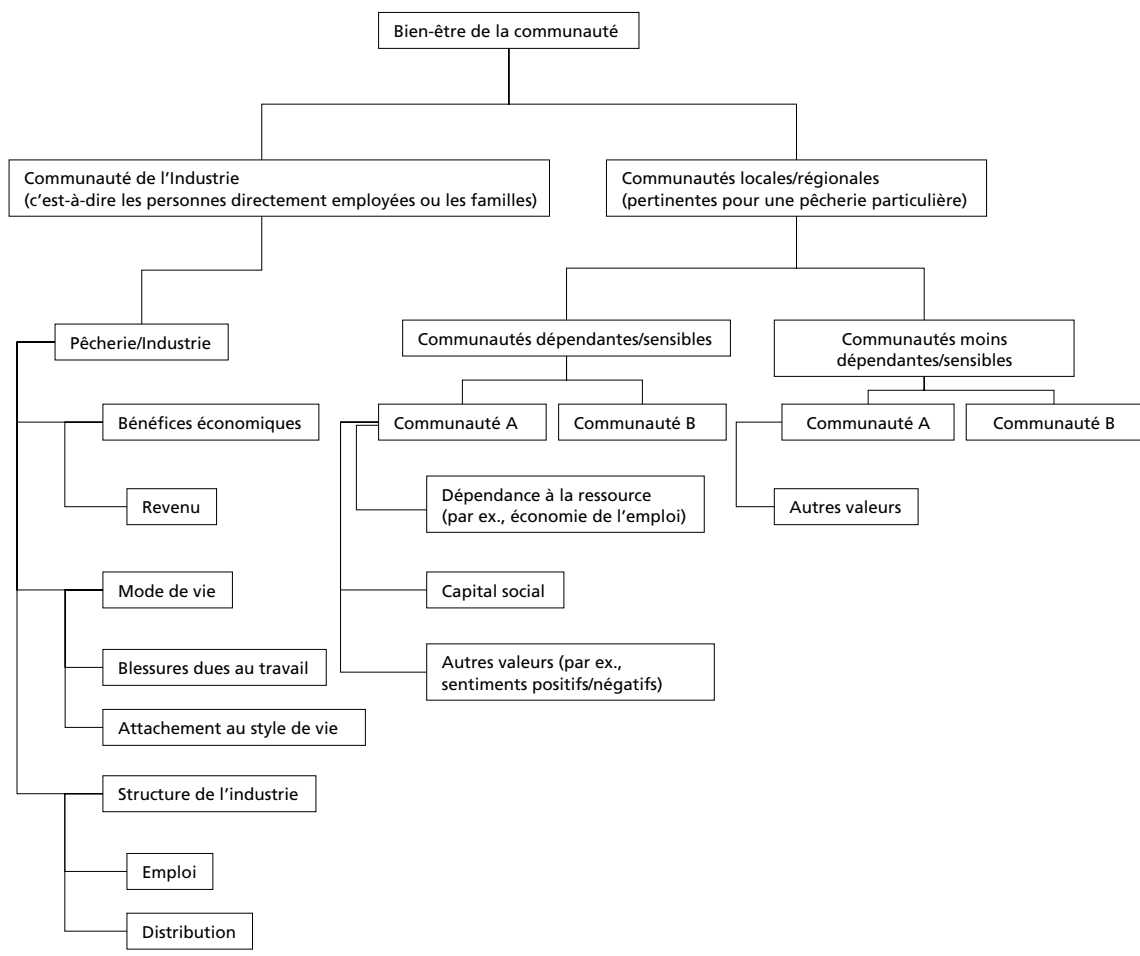 Bien-être de la communauté
Communauté de l’Industrie
(c’est-à-dire les personnes directement employées ou les familles)
Communautés locales/régionales
(pertinentes pour une pêcherie particulière)
Pêcherie/Industrie
Communautés dépendantes/sensibles
Communautés moins
dépendantes/sensibles
Bénéfices économiques
Communauté A
Communauté B
Communauté A
Communauté B
Revenu
Dépendance à la ressource
(par ex., économie de l’emploi)
Autres valeurs
Mode de vie
Capital social
Blessures dues au travail
Autres valeurs (par ex.,
sentiments positifs/négatifs)
Attachement au style de vie
Structure de l’industrie
Emploi
Distribution